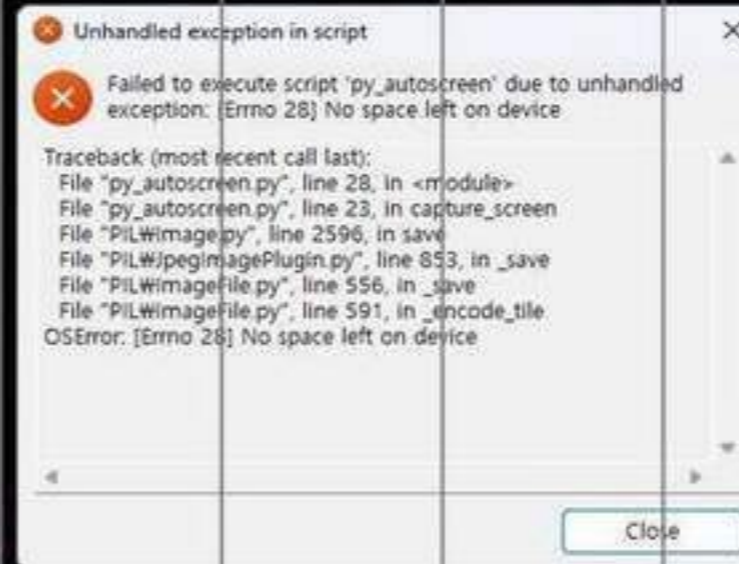 Unhandled exception in script
Failed to execute script 'py_autoscreen' due to unhandled
exception: [Errno 28] No space left on device
Traceback (most recent call last):
File "py_autoscreen.py", line 28, in <module>
File "py_autoscreen.py", line 23, in capture_screen
File "PIL₩Image.py", line 2596, in save
File "PIL₩JpegImagePlugin.py", line 853, in _save
File "PIL₩ImageFile.py", line 556, in _save
File "PIL₩ImageFile.py", line 591, in _encode_tile
OSError: [Errno 28] No space left on device
Close